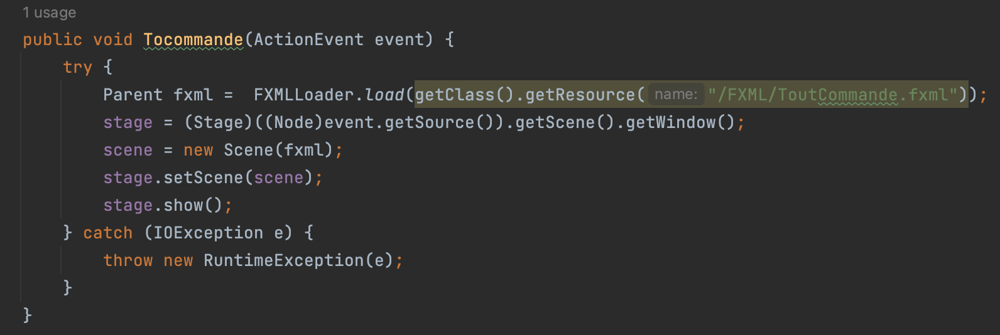 1 usage
public void Tocommande(ActionEvent event) {
try {
Parent fxml =  FXMLLoader.load(getClass().getResource( name: "/FXML/ToutCommande.fxml"));
stage = (Stage)((Node)event.getSource()).getScene().getWindow();
scene = new Scene(fxml);
stage.setScene(scene);
stage.show();
} catch (IOException e) {
throw new RuntimeException(e);
}
}